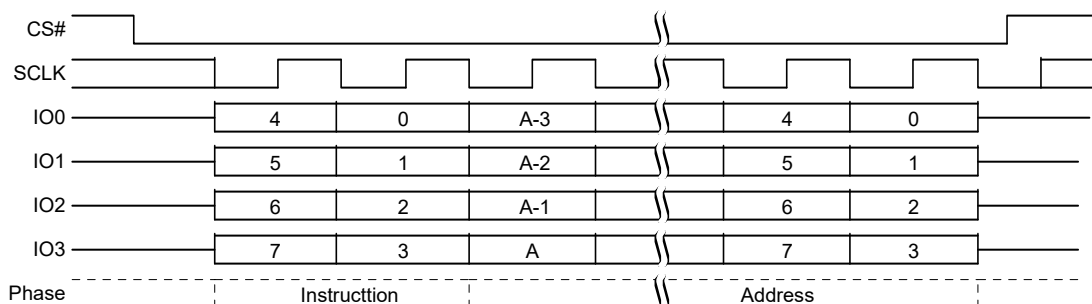 CS#
SCLK
IO0 4 0 A-3 4 0
IO1 5 1 A-2 5 1
IO2 6 2 A-1 6 2
IO3 7 3 A 7 3
Phase Instructtion Address